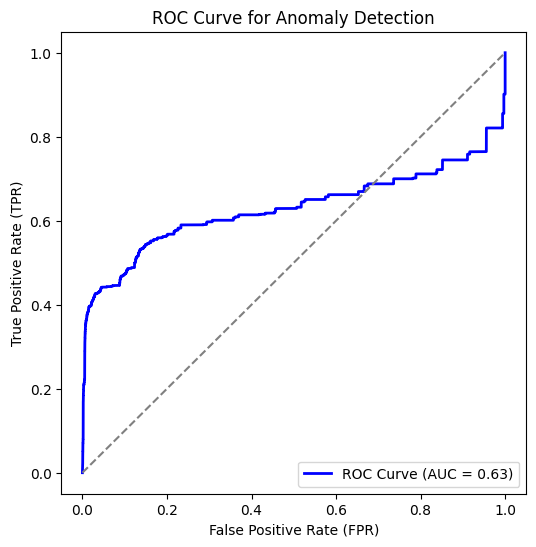 ROC Curve for Anomaly Detection
True Positive Rate (TPR)
1.0
0.8
0.6
0.4
0.2
0.0
0.0 0.2 0.4 0.6 0.8 1.0
False Positive Rate (FPR)
ROC Curve (AUC = 0.63)